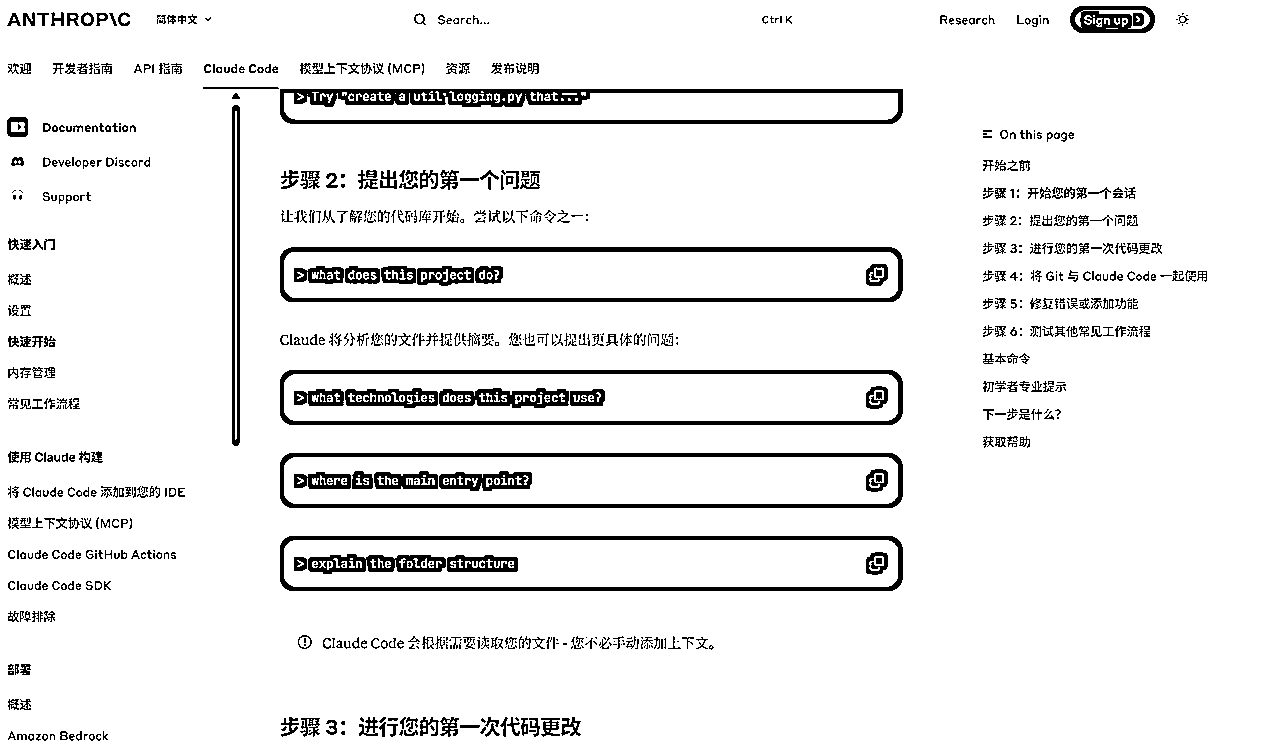 ANTHROP\C
简体中文
Search...
Ctrl K
Research
Login
Sign up
欢迎
开发者指南
API 指南
Claude Code
模型上下文协议 (MCP)
资源
发布说明
Documentation
Developer Discord
Support
快速入门
概述
设置
快速开始
内存管理
常见工作流程
使用 Claude 构建
将 Claude Code 添加到您的 IDE
模型上下文协议 (MCP)
Claude Code GitHub Actions
Claude Code SDK
故障排除
部署
概述
Amazon Bedrock
> Try "create a util logging.py that..."
步骤 2：提出您的第一个问题
让我们从了解您的代码库开始。尝试以下命令之一：
> what does this project do?
Claude 将分析您的文件并提供摘要。您也可以提出更具体的问题：
> what technologies does this project use?
> where is the main entry point?
> explain the folder structure
Claude Code 会根据需要读取您的文件 - 您不必手动添加上下文。
步骤 3：进行您的第一次代码更改
On this page
开始之前
步骤 1：开始您的第一个会话
步骤 2：提出您的第一个问题
步骤 3：进行您的第一次代码更改
步骤 4：将 Git 与 Claude Code 一起使用
步骤 5：修复错误或添加功能
步骤 6：测试其他常见工作流程
基本命令
初学者专业提示
下一步是什么？
获取帮助